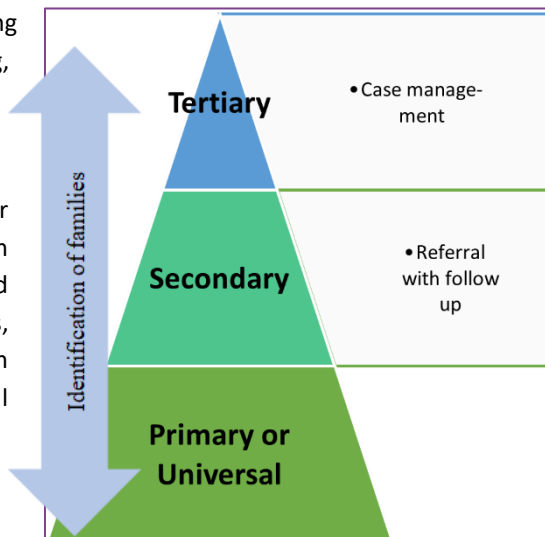 Identification of families
Tertiary
• Case manage-
ment
Secondary
• Referral
with follow
up
Primary or
Universal